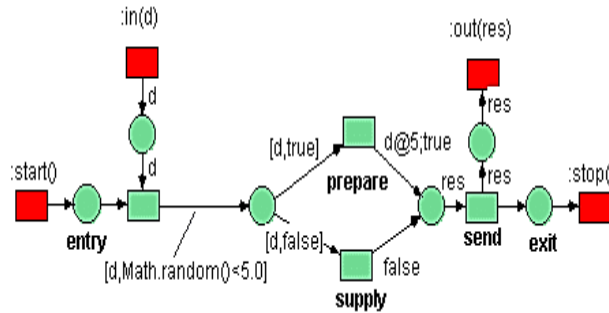 :in(d)
:out(res)
d
res
d
[d,true]
d@5;true
:start()
prepare
res
res
:stop(
entry
[d,false]
send
exit
[d,Math.random()<5.0]
false
supply